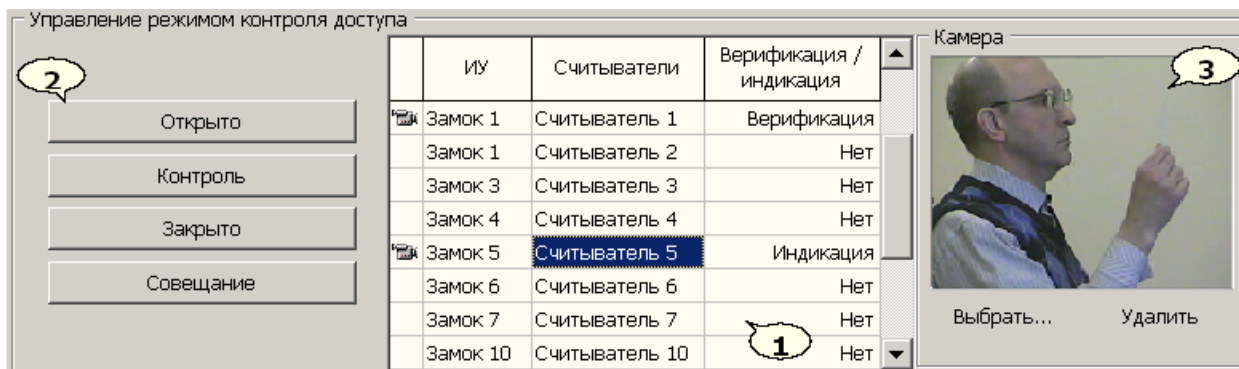 Управление режимом контроля доступа
2
Открыто
Контроль
Закрыто
Совещание
ИУ Считыватели Верификация / индикация
Замок 1 Считыватель 1 Верификация
Замок 1 Считыватель 2 Нет
Замок 3 Считыватель 3 Нет
Замок 4 Считыватель 4 Нет
Замок 5 Считыватель 5 Индикация
Замок 6 Считыватель 6 Нет
Замок 7 Считыватель 7 Нет
Замок 10 Считыватель 10 Нет
1
Камера
3
Выбрать... Удалить